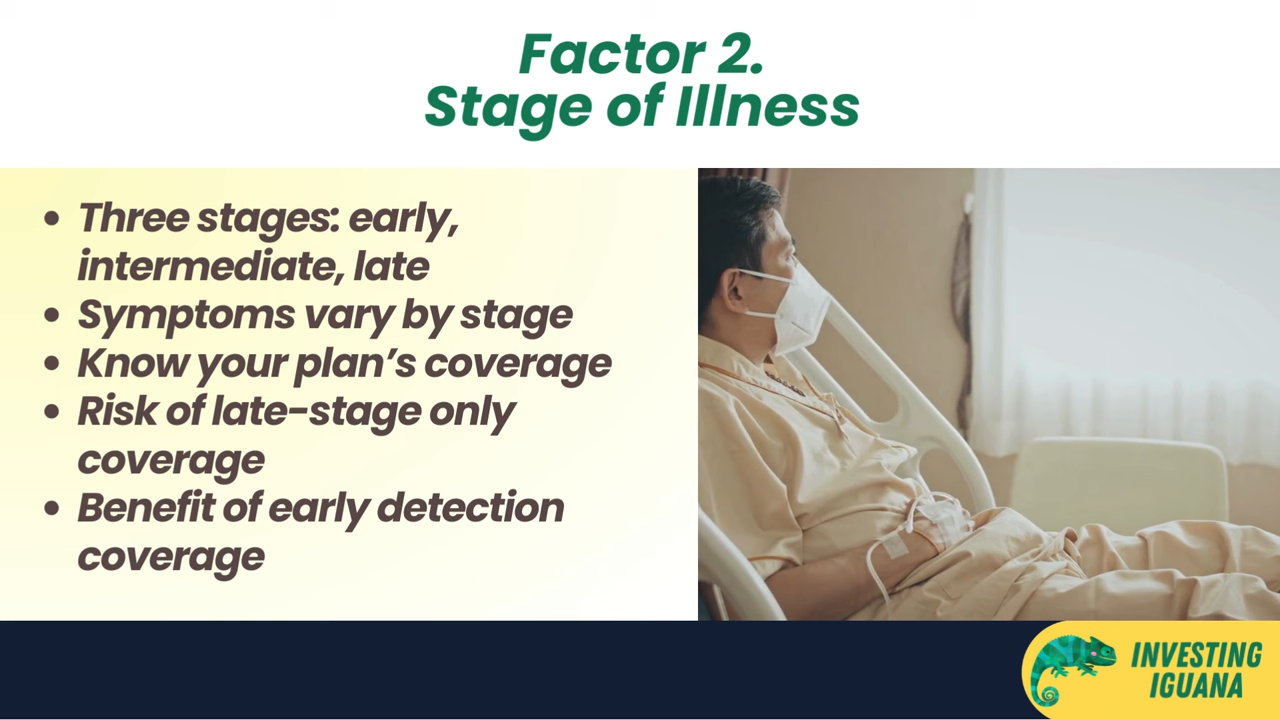 Factor 2.
Stage of Illness
• Three stages: early,
intermediate, late
• Symptoms vary by stage
• Know your plan's coverage
• Risk of late-stage only
coverage
• Benefit of early detection
coverage
INVESTING
IGUANA